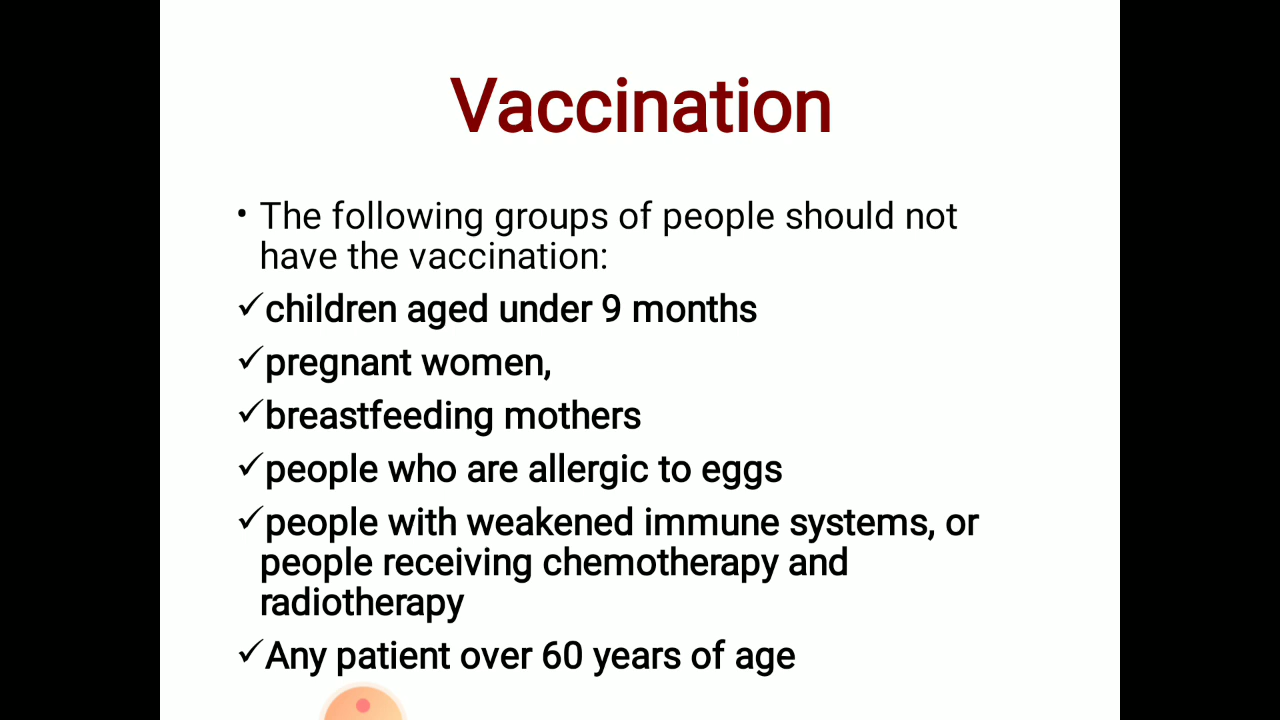 Vaccination
• The following groups of people should not
have the vaccination:
✓children aged under 9 months
✓pregnant women,
✓breastfeeding mothers
✓people who are allergic to eggs
✓people with weakened immune systems, or
people receiving chemotherapy and
radiotherapy
✓Any patient over 60 years of age